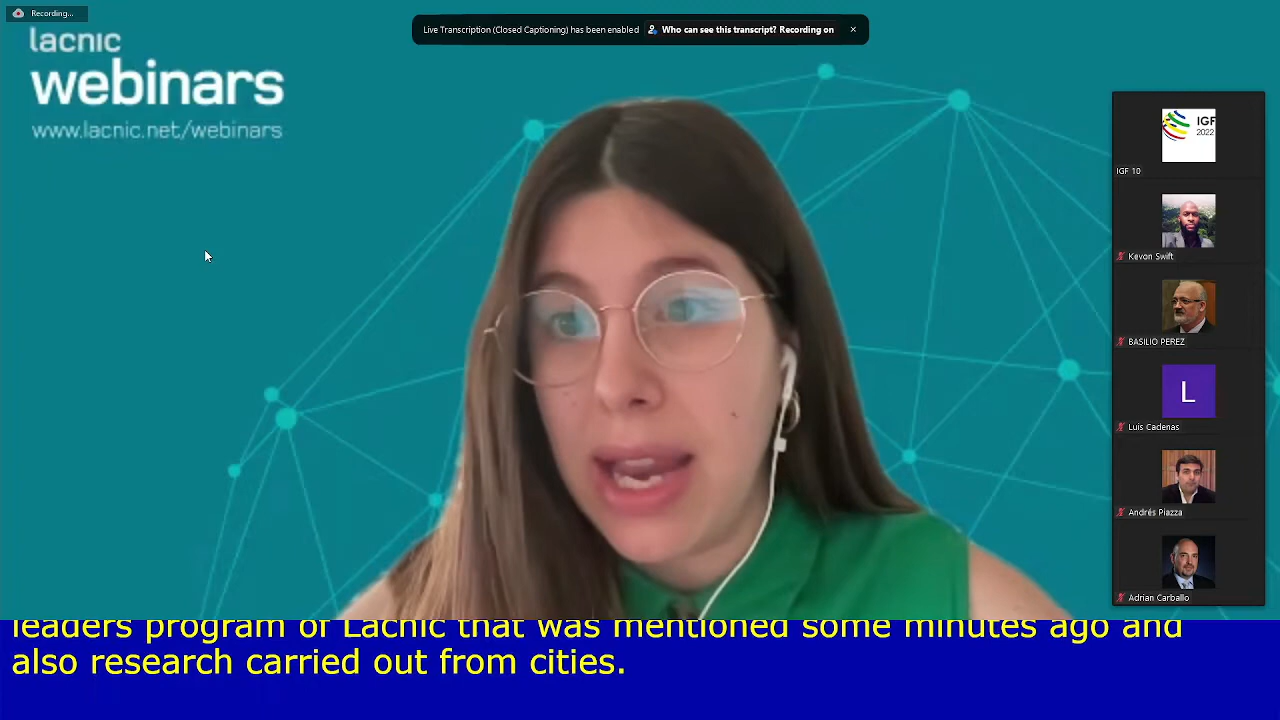 Recording...
Live Transcription (Closed Captioning) has been enabled
Who can see this transcript? Recording on
lacnic
webinars
www.lacnic.net/webinars
IGF
2022
IGF 10
Kevon Swift
BASILIO PEREZ
L
Luis Cadenas
Andrés Piazza
Adrian Carballo
leaders program of Lacnic that was mentioned some minutes ago and
also research carried out from cities.